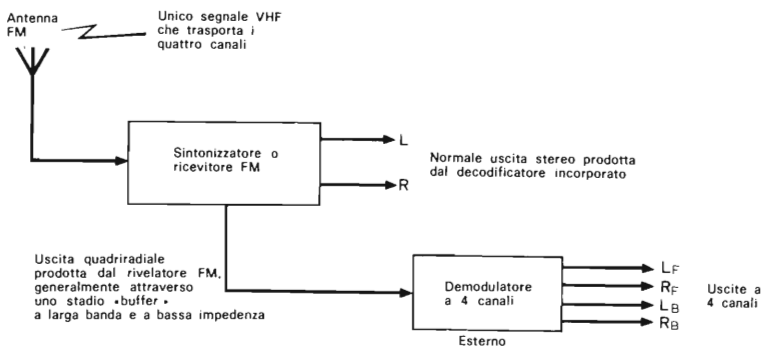 Antenna
FM
Unico segnale VHF
che trasporta i
quattro canali
Sintonizzatore o
ricevitore FM
L
R
Normale uscita stereo prodotta
dal decodificatore incorporato
Uscita quadriradiale
prodotta dal rivelatore FM,
generalmente attraverso
uno stadio «buffer»
a larga banda e a bassa impedenza
Demodulatore
a 4 canali
Esterno
LF
RF
LB
RB
Uscite a
4 canali